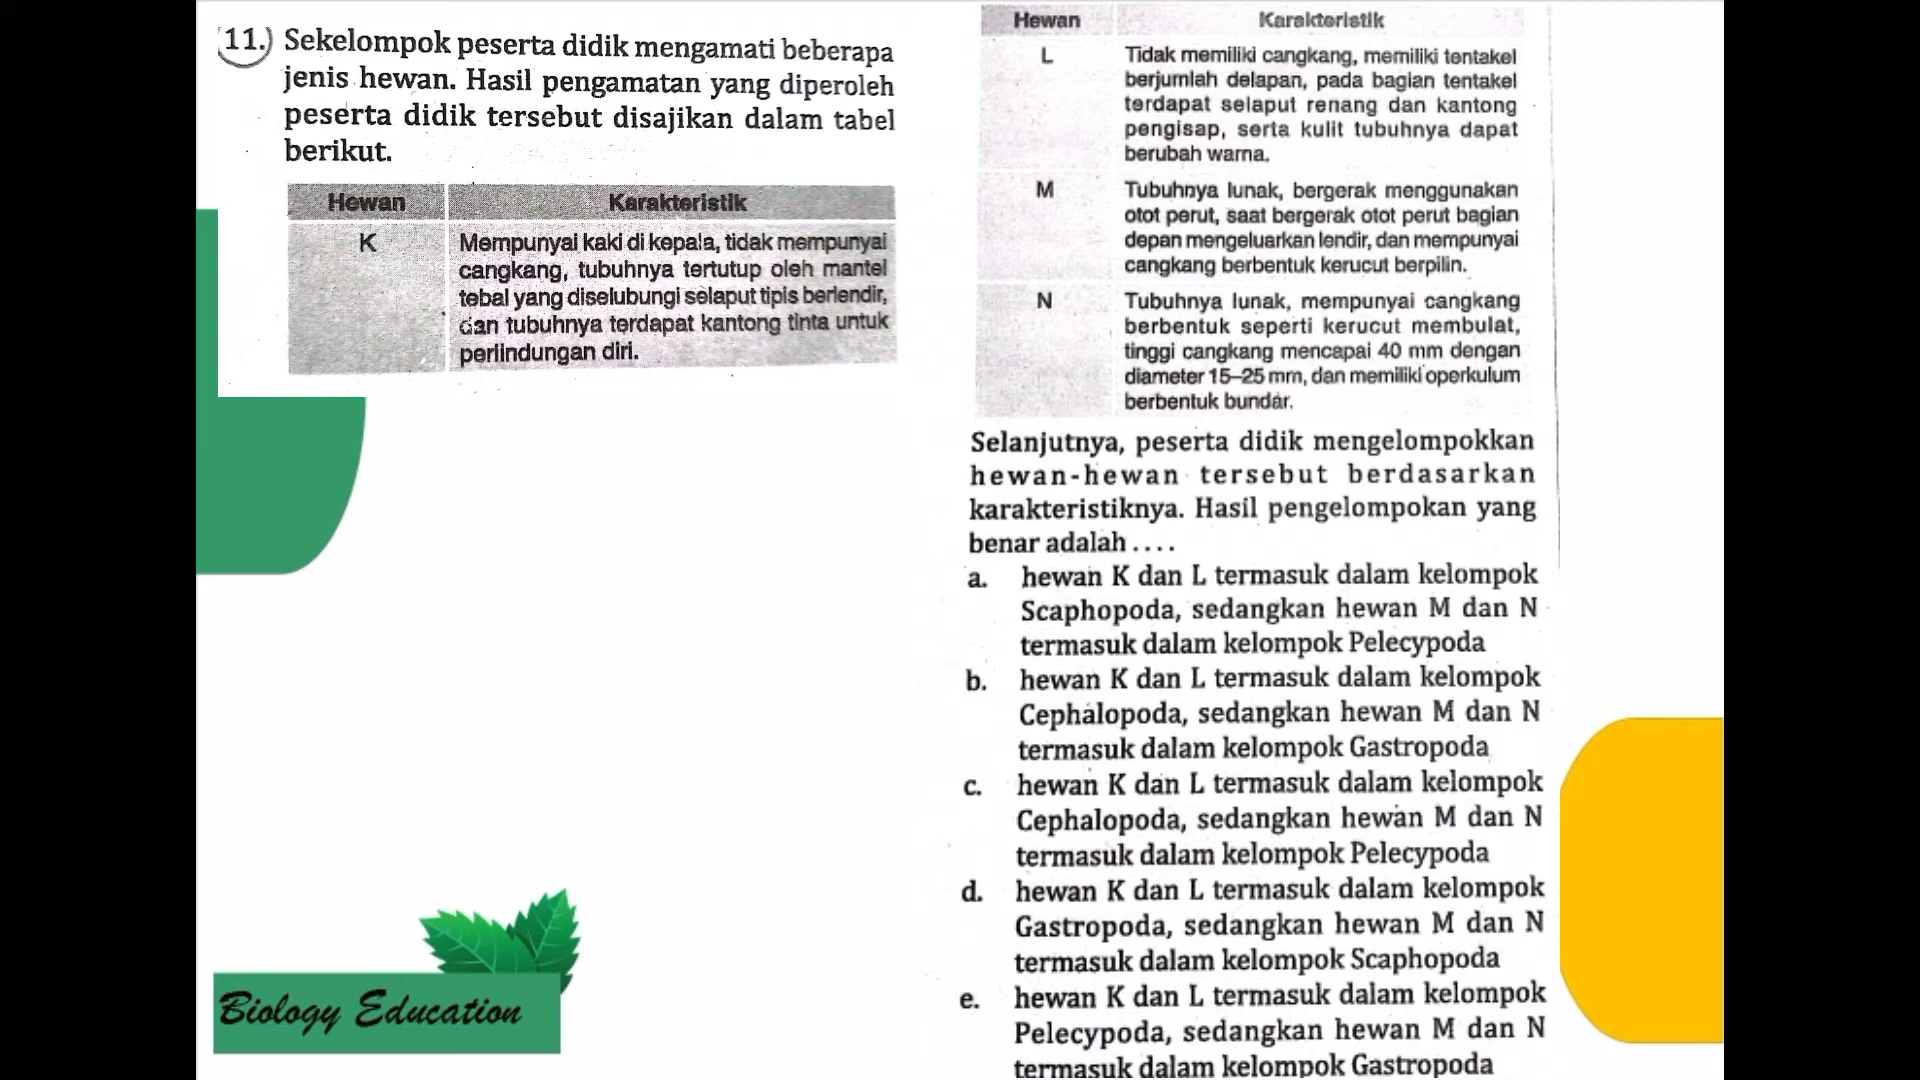 11. Sekelompok peserta didik mengamati beberapa
jenis hewan. Hasil pengamatan yang diperoleh
peserta didik tersebut disajikan dalam tabel
berikut.
Hewan Karakteristik
K Mempunyai kaki di kepala, tidak mempunyai
cangkang, tubuhnya tertutup oleh mantel
tebal yang diselubungi selaput tipis berlendir,
dan tubuhnya terdapat kantong tinta untuk
perlindungan diri.
Hewan Karakteristik
L Tidak memiliki cangkang, memiliki tentakel
berjumlah delapan, pada bagian tentakel
terdapat selaput renang dan kantong
pengisap, serta kulit tubuhnya dapat
berubah warna.
M Tubuhnya lunak, bergerak menggunakan
otot perut, saat bergerak otot perut bagian
depan mengeluarkan lendir, dan mempunyai
cangkang berbentuk kerucut berpilin.
N Tubuhnya lunak, mempunyai cangkang
berbentuk seperti kerucut membulat,
tinggi cangkang mencapai 40 mm dengan
diameter 15–25 mm, dan memiliki operkulum
berbentuk bundar.
Selanjutnya, peserta didik mengelompokkan
hewan-hewan tersebut berdasarkan
karakteristiknya. Hasil pengelompokan yang
benar adalah . . . .
a. hewan K dan L termasuk dalam kelompok
Scaphopoda, sedangkan hewan M dan N
termasuk dalam kelompok Pelecypoda
b. hewan K dan L termasuk dalam kelompok
Cephalopoda, sedangkan hewan M dan N
termasuk dalam kelompok Gastropoda
c. hewan K dan L termasuk dalam kelompok
Cephalopoda, sedangkan hewan M dan N
termasuk dalam kelompok Pelecypoda
d. hewan K dan L termasuk dalam kelompok
Gastropoda, sedangkan hewan M dan N
termasuk dalam kelompok Scaphopoda
e. hewan K dan L termasuk dalam kelompok
Pelecypoda, sedangkan hewan M dan N
termasuk dalam kelompok Gastropoda
Biology Education